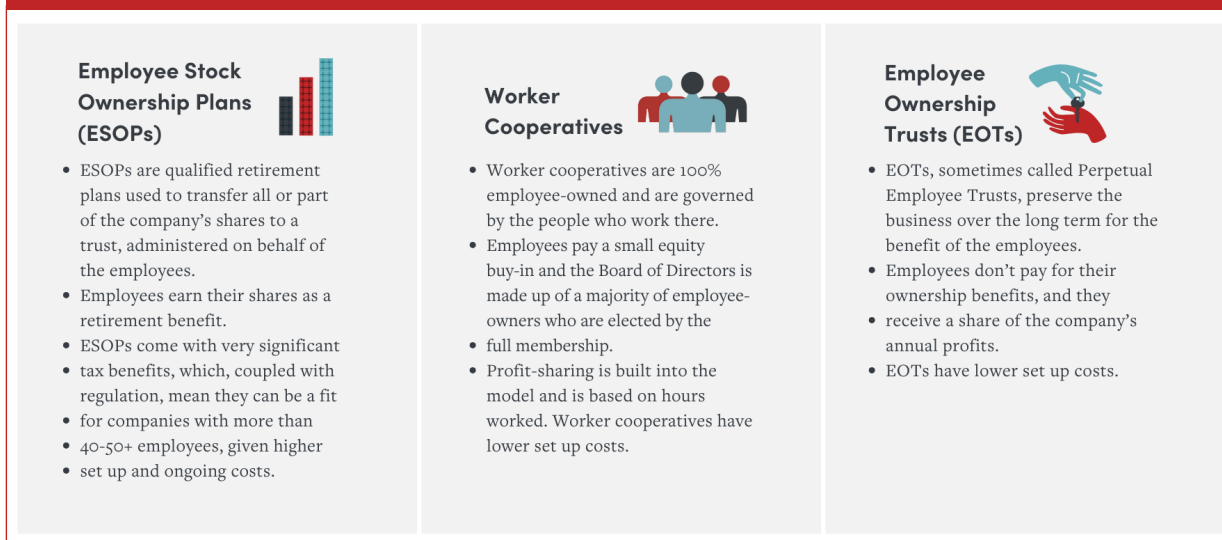 Employee Stock
Ownership Plans
(ESOPs)
• ESOPs are qualified retirement
plans used to transfer all or part
of the company's shares to a
trust, administered on behalf of
the employees.
• Employees earn their shares as a
retirement benefit.
• ESOPs come with very significant
• tax benefits, which, coupled with
regulation, mean they can be a fit
• for companies with more than
• 40-50+ employees, given higher
• set up and ongoing costs.
Worker
Cooperatives
• Worker cooperatives are 100%
employee-owned and are governed
by the people who work there.
• Employees pay a small equity
buy-in and the Board of Directors is
made up of a majority of employee-
owners who are elected by the
• full membership.
• Profit-sharing is built into the
model and is based on hours
worked. Worker cooperatives have
lower set up costs.
Employee
Ownership
Trusts (EOTs)
• EOTs, sometimes called Perpetual
Employee Trusts, preserve the
business over the long term for the
benefit of the employees.
• Employees don't pay for their
ownership benefits, and they
• receive a share of the company's
annual profits.
• EOTs have lower set up costs.